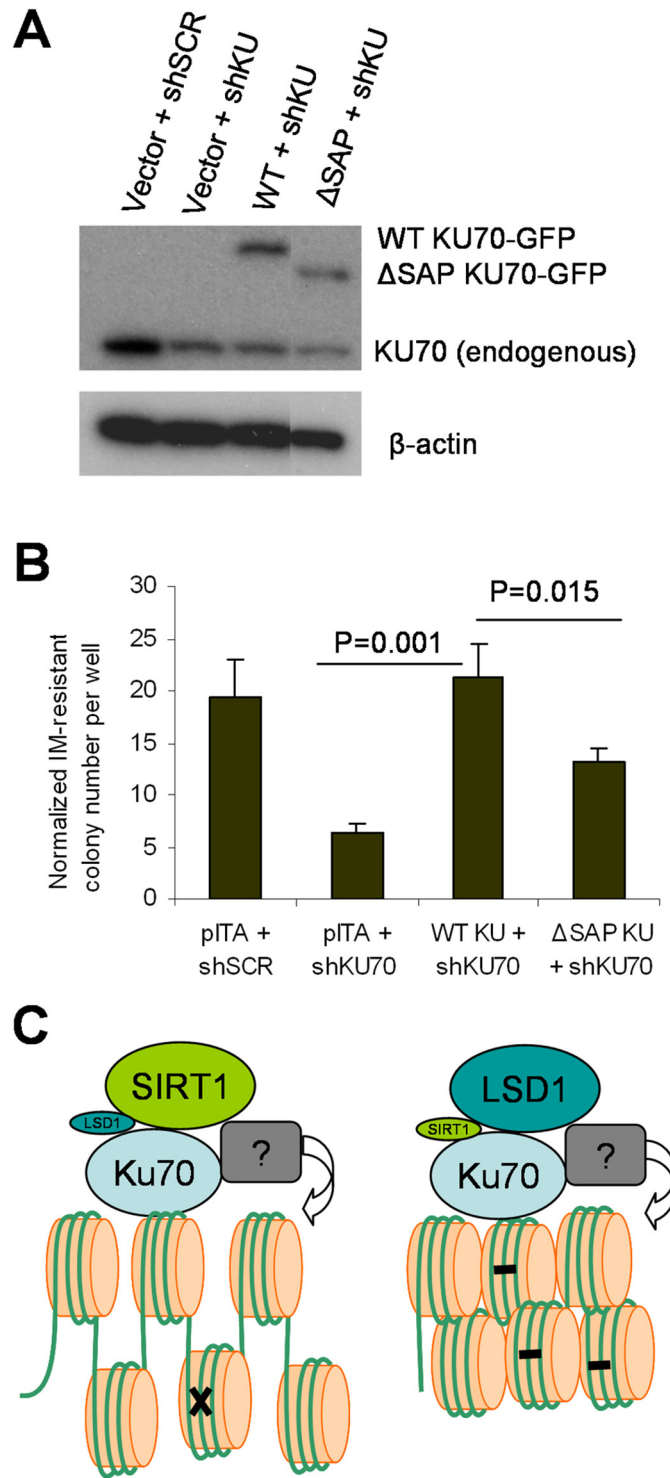 A
Vector + shSCR
Vector + shKU
WT + shKU
ΔSAP + shKU
WT KU70-GFP
ΔSAP KU70-GFP
KU70 (endogenous)
β-actin
B
Normalized IM-resistant
colony number per well
30
25
20
15
10
5
0
P=0.001
P=0.015
pITA +
shSCR
pITA +
shKU70
WT KU +
shKU70
ΔSAP KU
+ shKU70
C
SIRT1
LSD1
Ku70
?
LSD1
SIRT1
Ku70
?